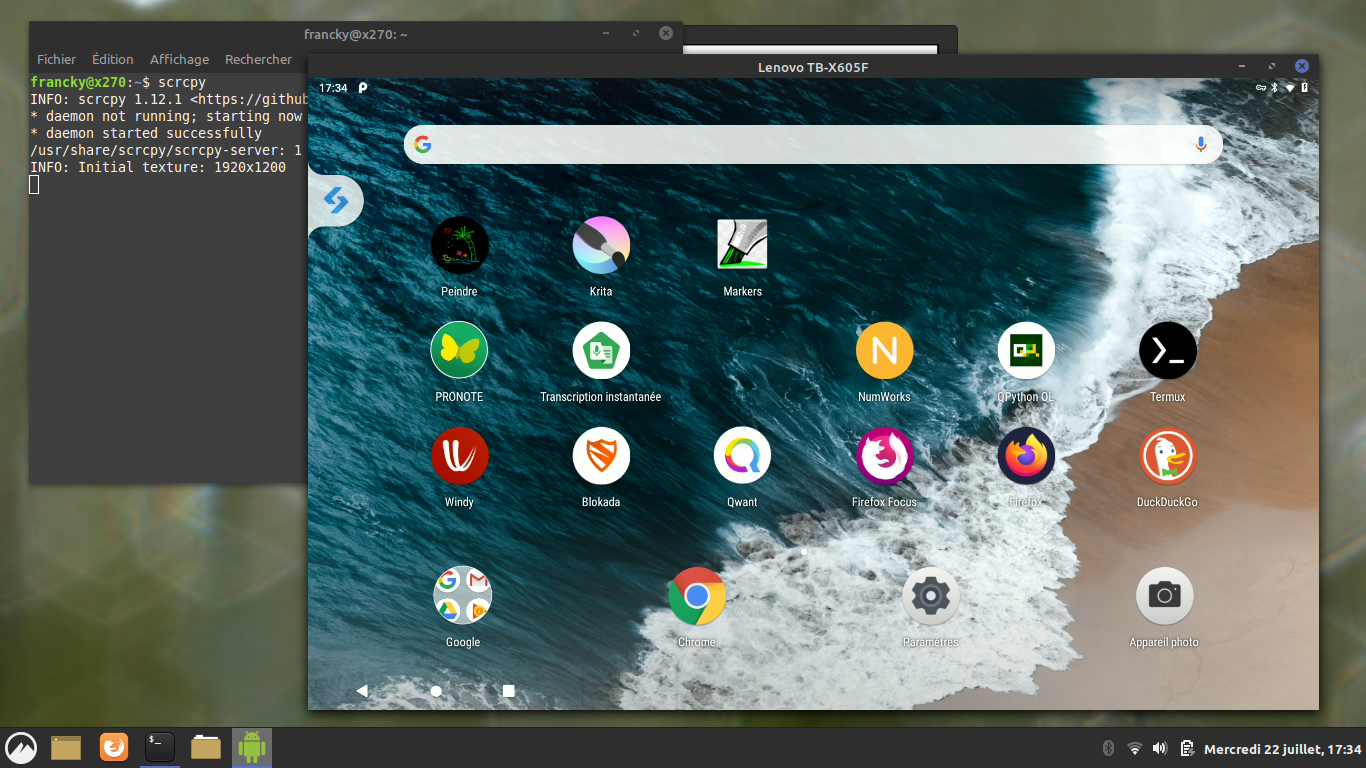 francky@x270: ~
Fichier Édition Affichage Rechercher
francky@x270:~$ scrcpy
INFO: scrcpy 1.12.1 <https://github
* daemon not running; starting now
* daemon started successfully
/usr/share/scrcpy/scrcpy-server: 1
INFO: Initial texture: 1920x1200
Lenovo TB-X605F
17:34
Peindre Krita Markers
PRONOTE Transcription instantanée NumWorks QPython OL Termux
Windy Blokada Qwant Firefox Focus Firefox DuckDuckGo
Google Chrome Paramètres Appareil photo
Mercredi 22 juillet, 17:34